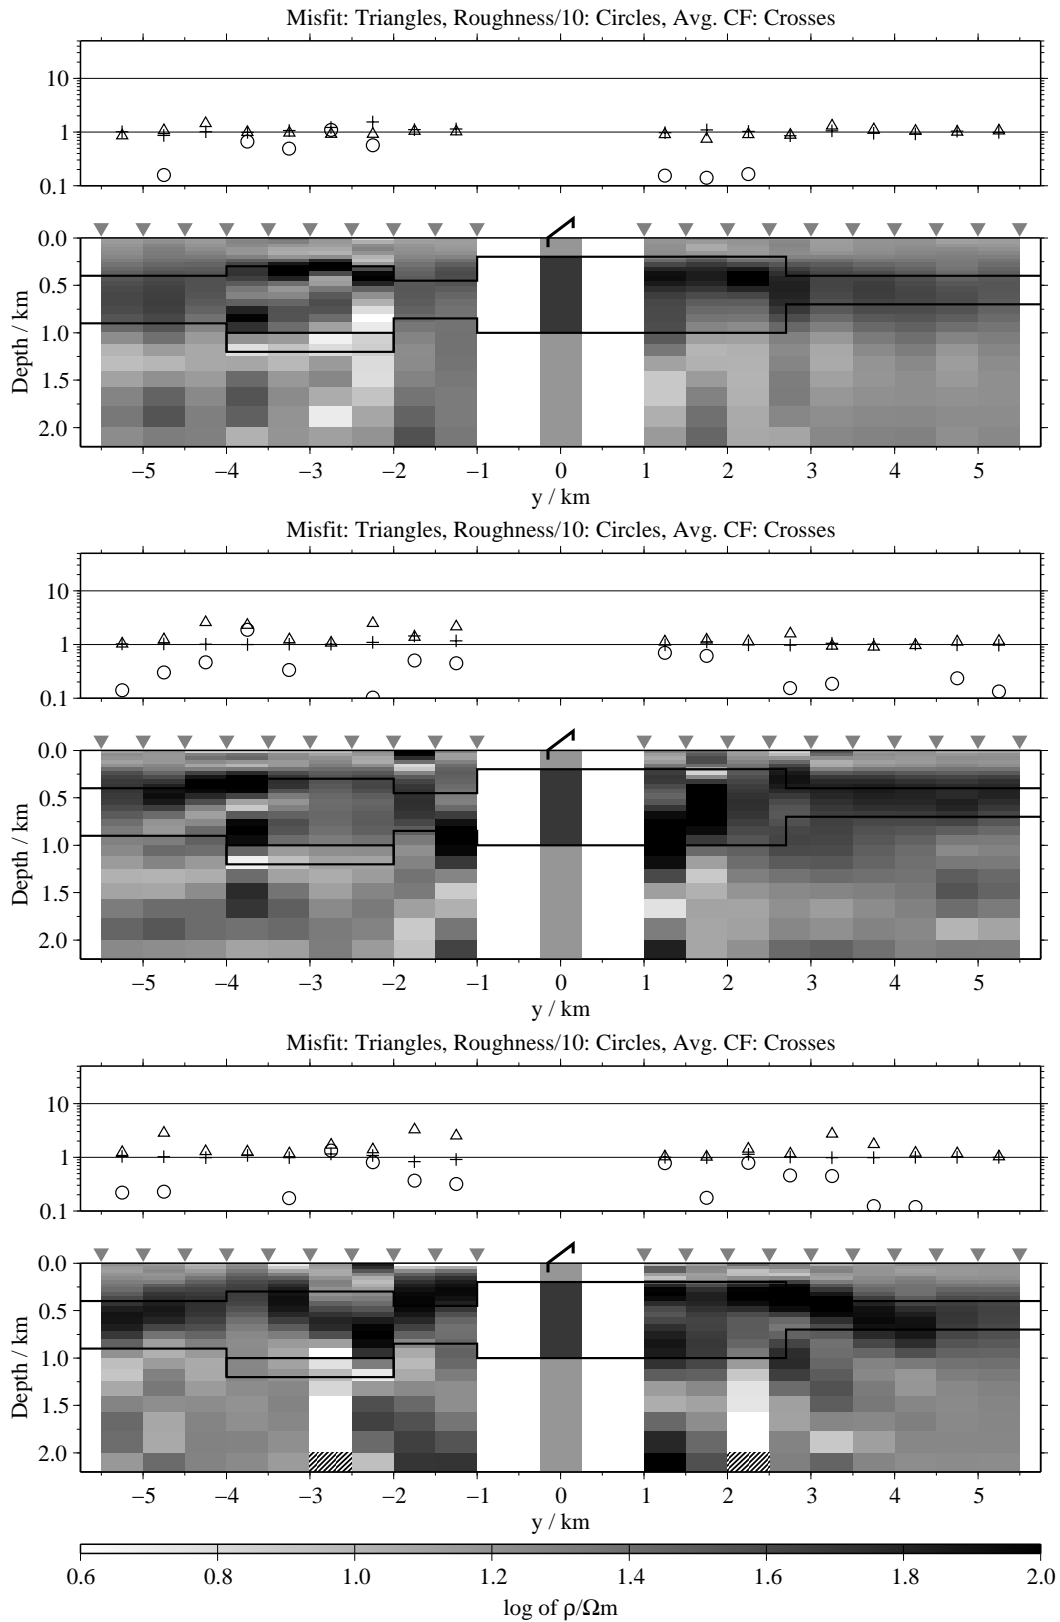 Misfit: Triangles, Roughness/10: Circles, Avg. CF: Crosses
10
1
0.1
0.0
0.5
1.0
1.5
2.0
Depth / km
−5 −4 −3 −2 −1 0 1 2 3 4 5
y / km
Misfit: Triangles, Roughness/10: Circles, Avg. CF: Crosses
10
1
0.1
0.0
0.5
1.0
1.5
2.0
Depth / km
−5 −4 −3 −2 −1 0 1 2 3 4 5
y / km
Misfit: Triangles, Roughness/10: Circles, Avg. CF: Crosses
10
1
0.1
0.0
0.5
1.0
1.5
2.0
Depth / km
−5 −4 −3 −2 −1 0 1 2 3 4 5
y / km
0.6 0.8 1.0 1.2 1.4 1.6 1.8 2.0
log of ρ/Ωm